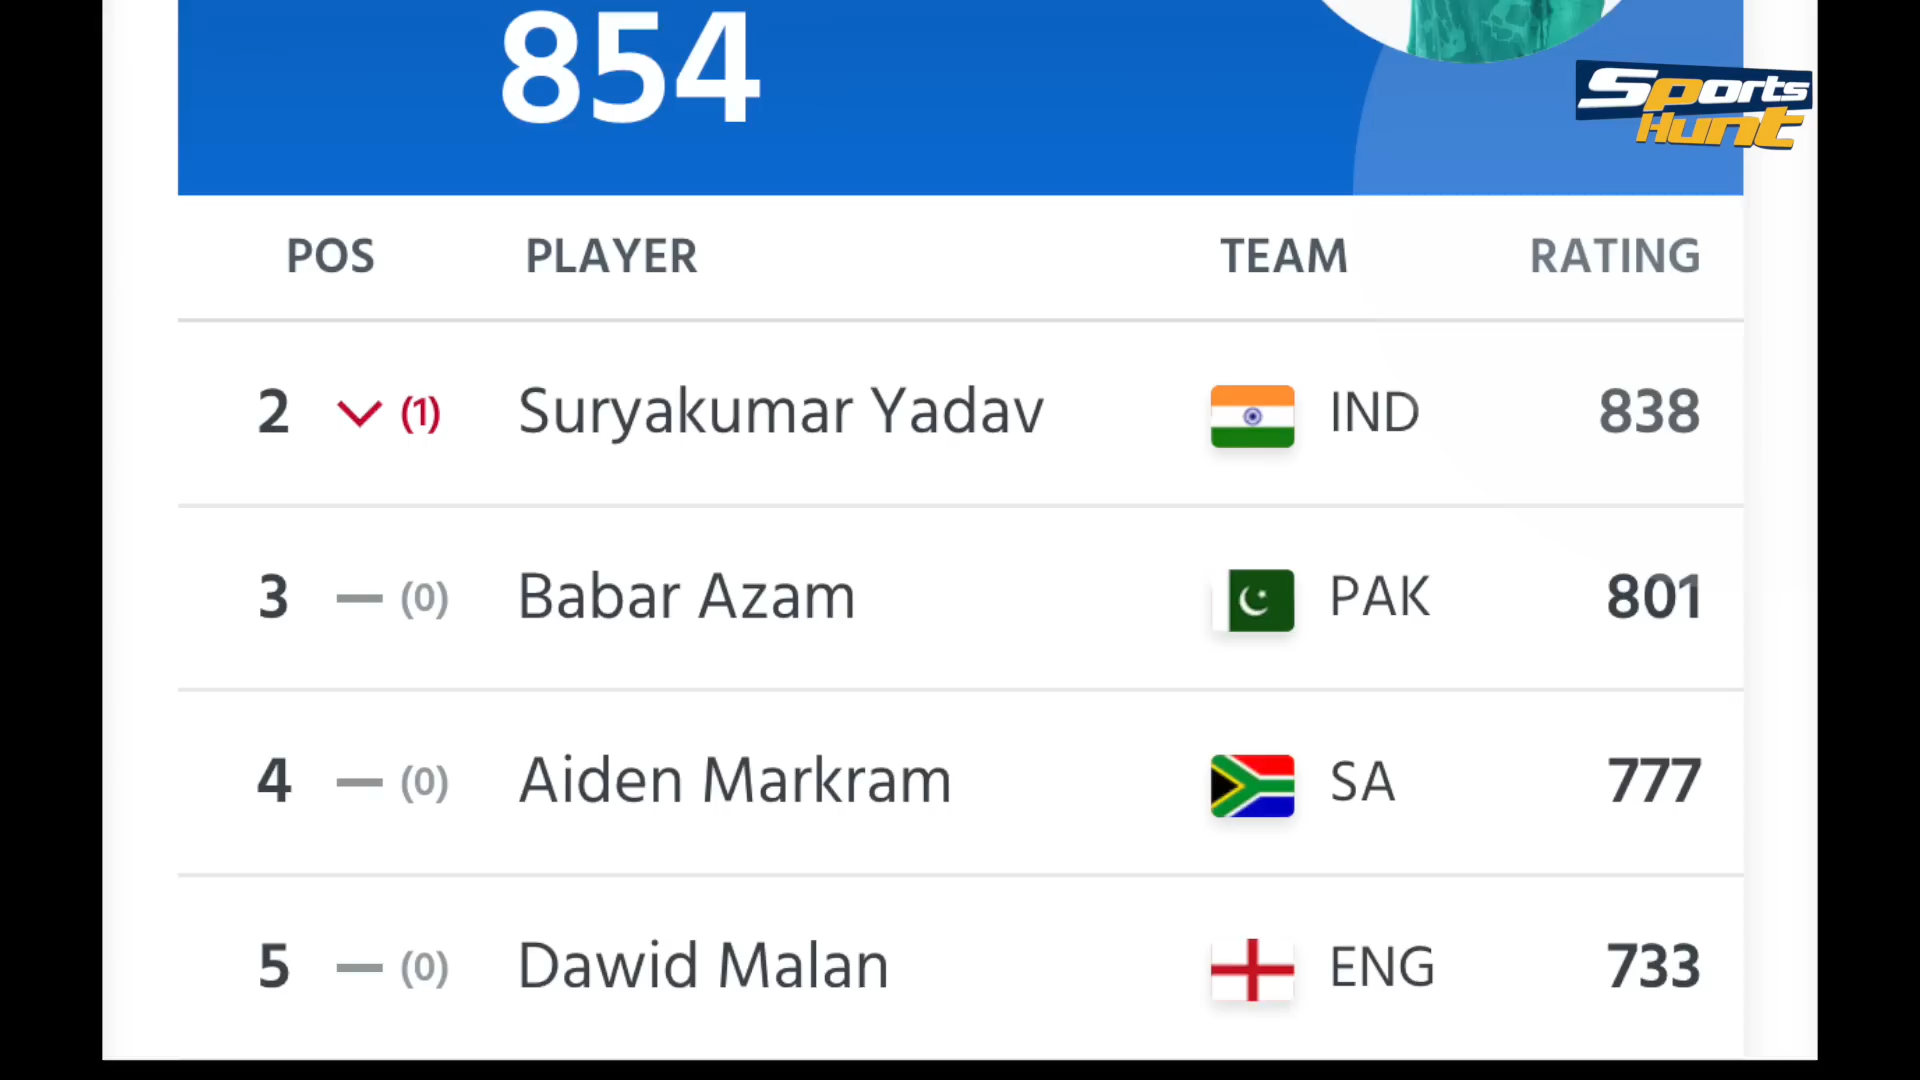 854
Sports
Hunt
POS PLAYER TEAM RATING
2 (1) Suryakumar Yadav IND 838
3 — (0) Babar Azam PAK 801
4 — (0) Aiden Markram SA 777
5 — (0) Dawid Malan ENG 733